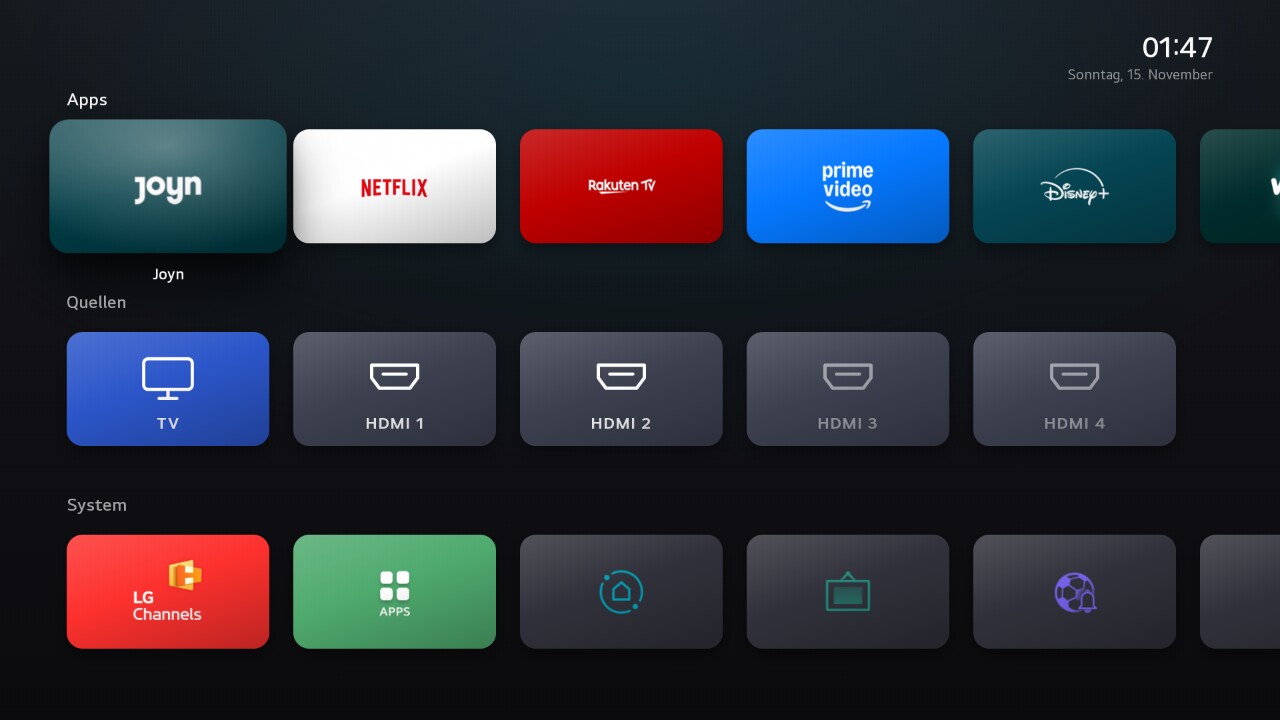 01:47
Sonntag, 15. November
Apps
Joyn
NETFLIX
Rakuten TV
prime
video
Disney+
Joyn
Quellen
TV
HDMI 1
HDMI 2
HDMI 3
HDMI 4
System
LG
Channels
APPS